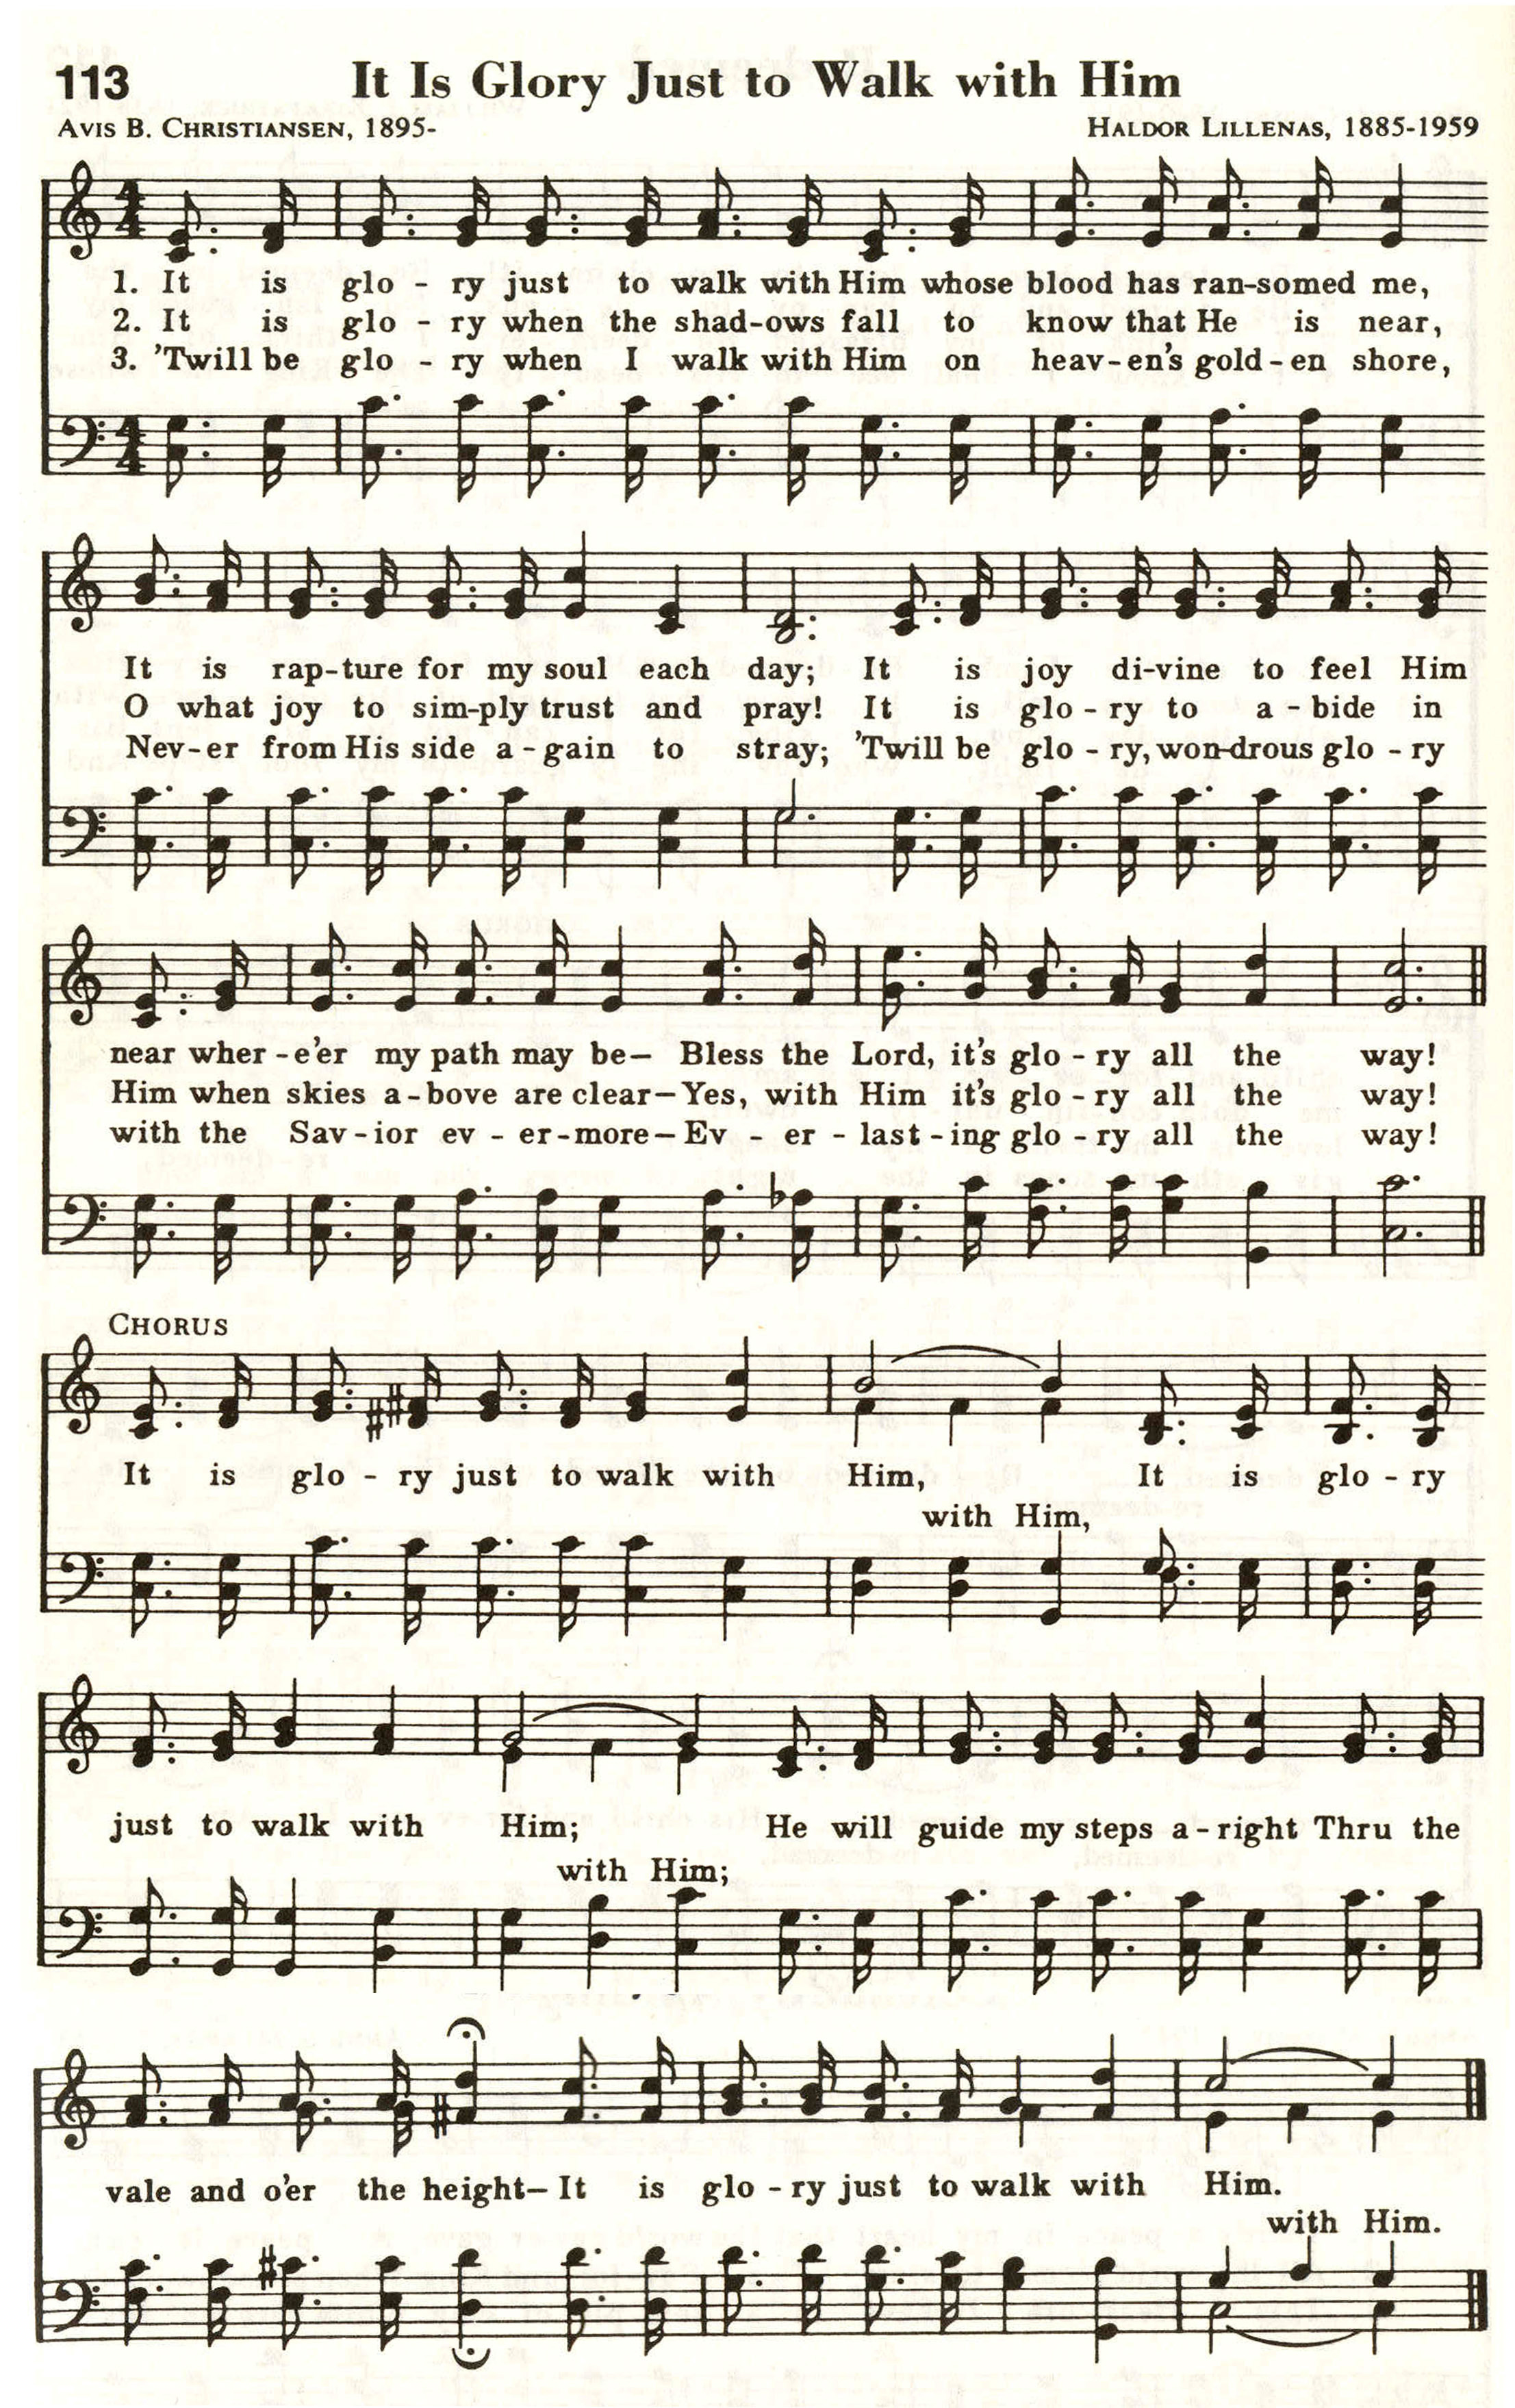 113 It Is Glory Just to Walk with Him
AVIS B. CHRISTIANSEN, 1895- HALDOR LILLENAS, 1885-1959
1. It is glo - ry just to walk with Him whose blood has ran-somed me,
2. It is glo - ry when the shad-ows fall to know that He is near,
3. 'Twill be glo - ry when I walk with Him on heav-en's gold-en shore,
It is rap-ture for my soul each day; It is joy di-vine to feel Him
O what joy to sim-ply trust and pray! It is glo-ry to a-bide in
Nev-er from His side a-gain to stray; 'Twill be glo-ry, won-drous glo-ry
near wher-e'er my path may be— Bless the Lord, it's glo-ry all the way!
Him when skies a-bove are clear—Yes, with Him it's glo-ry all the way!
with the Sav-ior ev-er-more—Ev-er-last-ing glo-ry all the way!
CHORUS
It is glo-ry just to walk with Him, It is glo-ry
with Him,
just to walk with Him; He will guide my steps a-right Thru the
with Him;
vale and o'er the height—It is glo-ry just to walk with Him.
with Him.